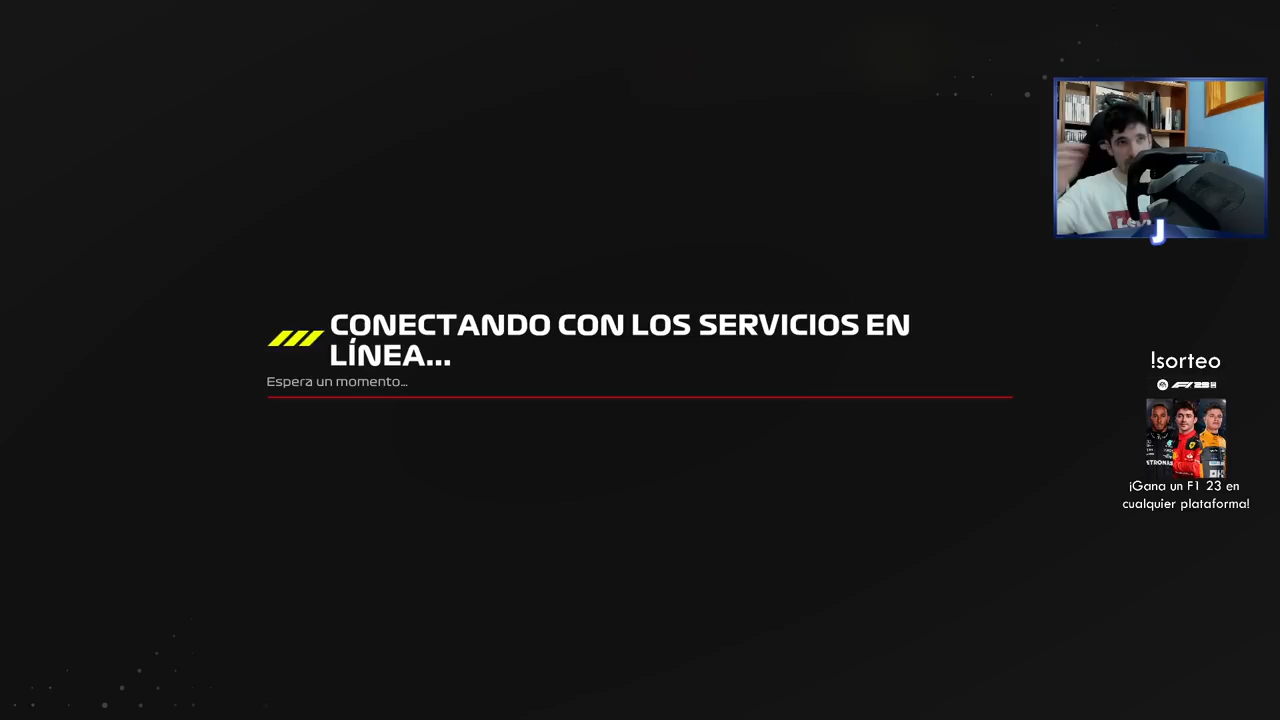 CONECTANDO CON LOS SERVICIOS EN
LÍNEA...
Espera un momento...
J
!sorteo
F1 23
¡Gana un F1 23 en
cualquier plataforma!